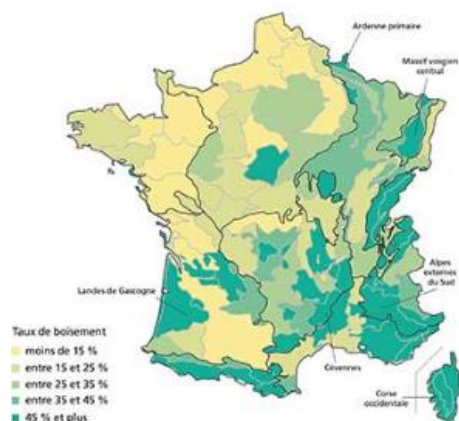 Ardenne primaire
Massif vosgien
central
Alpes
externes
du Sud
Landes de Gascogne
Cévennes
Corse
occidentale
Taux de boisement
moins de 15 %
entre 15 et 25 %
entre 25 et 35 %
entre 35 et 45 %
45 % et plus